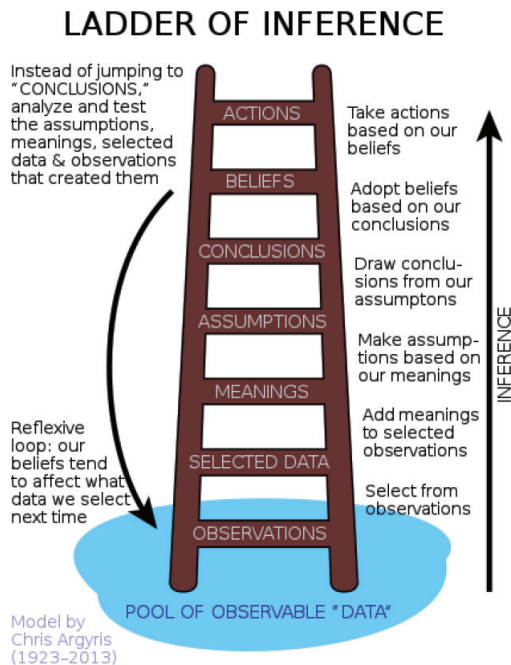 LADDER OF INFERENCE
Instead of jumping to
“CONCLUSIONS,”
analyze and test
the assumptions,
meanings, selected
data & observations
that created them
Reflexive
loop: our
beliefs tend
to affect what
data we select
next time
ACTIONS
BELIEFS
CONCLUSIONS
ASSUMPTIONS
MEANINGS
SELECTED DATA
OBSERVATIONS
Take actions
based on our
beliefs
Adopt beliefs
based on our
conclusions
Draw conclu-
sions from our
assumptons
Make assump-
tions based on
our meanings
Add meanings
to selected
observations
Select from
observations
INFERENCE
POOL OF OBSERVABLE “DATA”
Model by
Chris Argyris
(1923–2013)